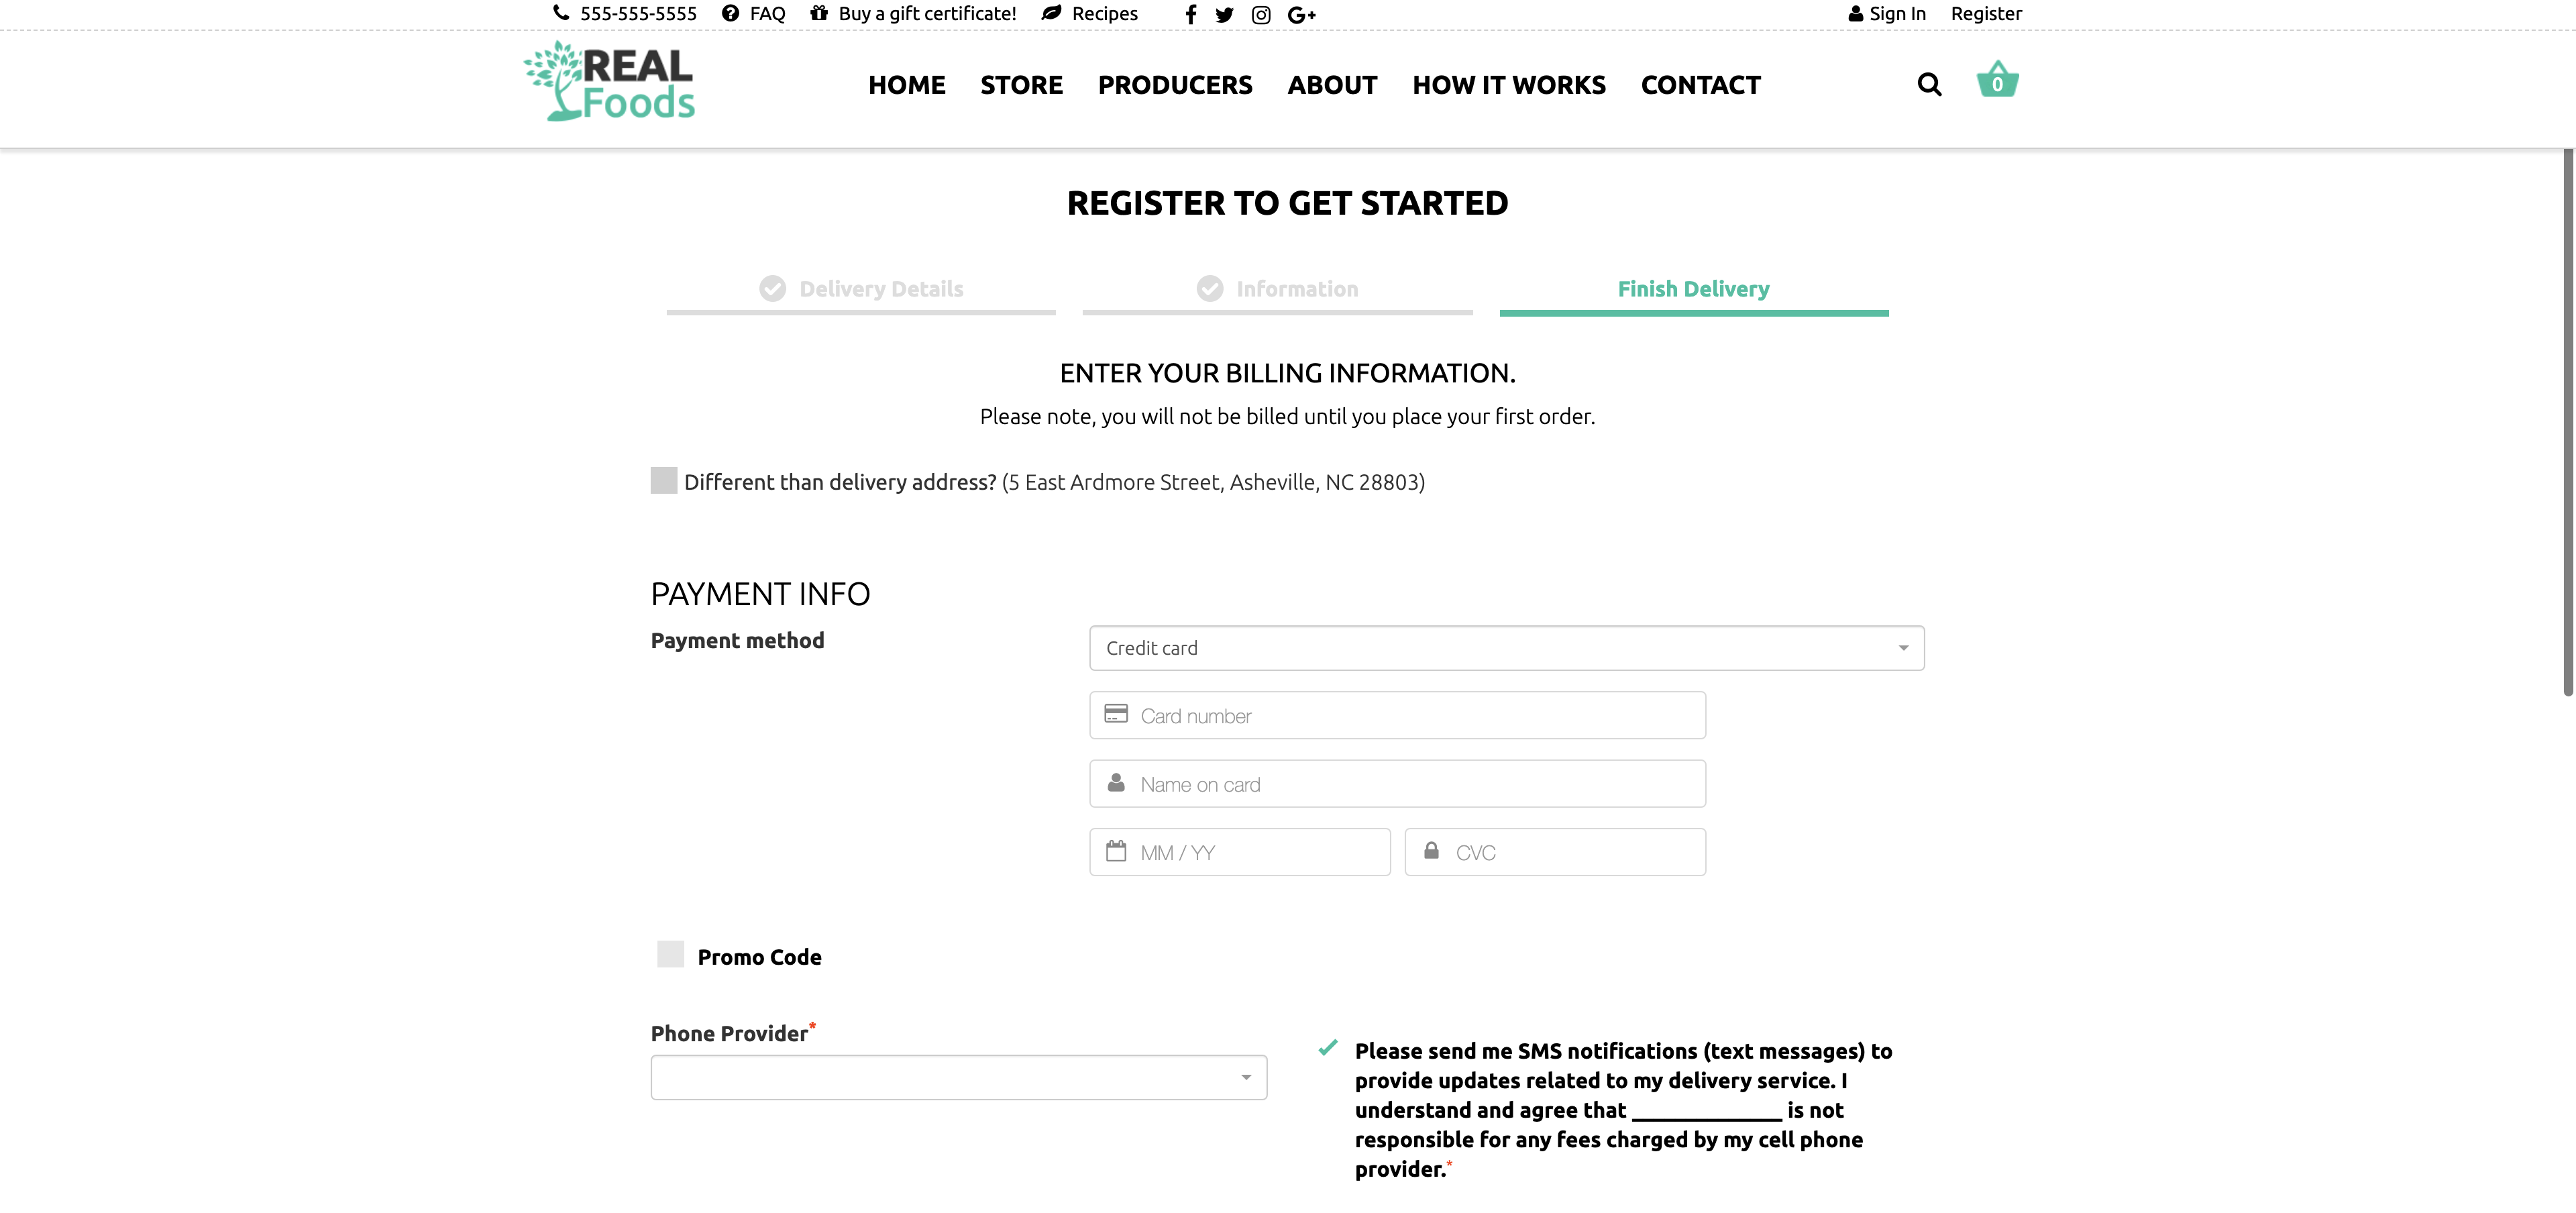 555-555-5555 FAQ Buy a gift certificate! Recipes Sign In Register
REAL
Foods
HOME STORE PRODUCERS ABOUT HOW IT WORKS CONTACT
0
REGISTER TO GET STARTED
Delivery Details Information Finish Delivery
ENTER YOUR BILLING INFORMATION.
Please note, you will not be billed until you place your first order.
Different than delivery address? (5 East Ardmore Street, Asheville, NC 28803)
PAYMENT INFO
Payment method
Credit card
Card number
Name on card
MM / YY CVC
Promo Code
Phone Provider*
Please send me SMS notifications (text messages) to
provide updates related to my delivery service. I
understand and agree that ______________ is not
responsible for any fees charged by my cell phone
provider.*